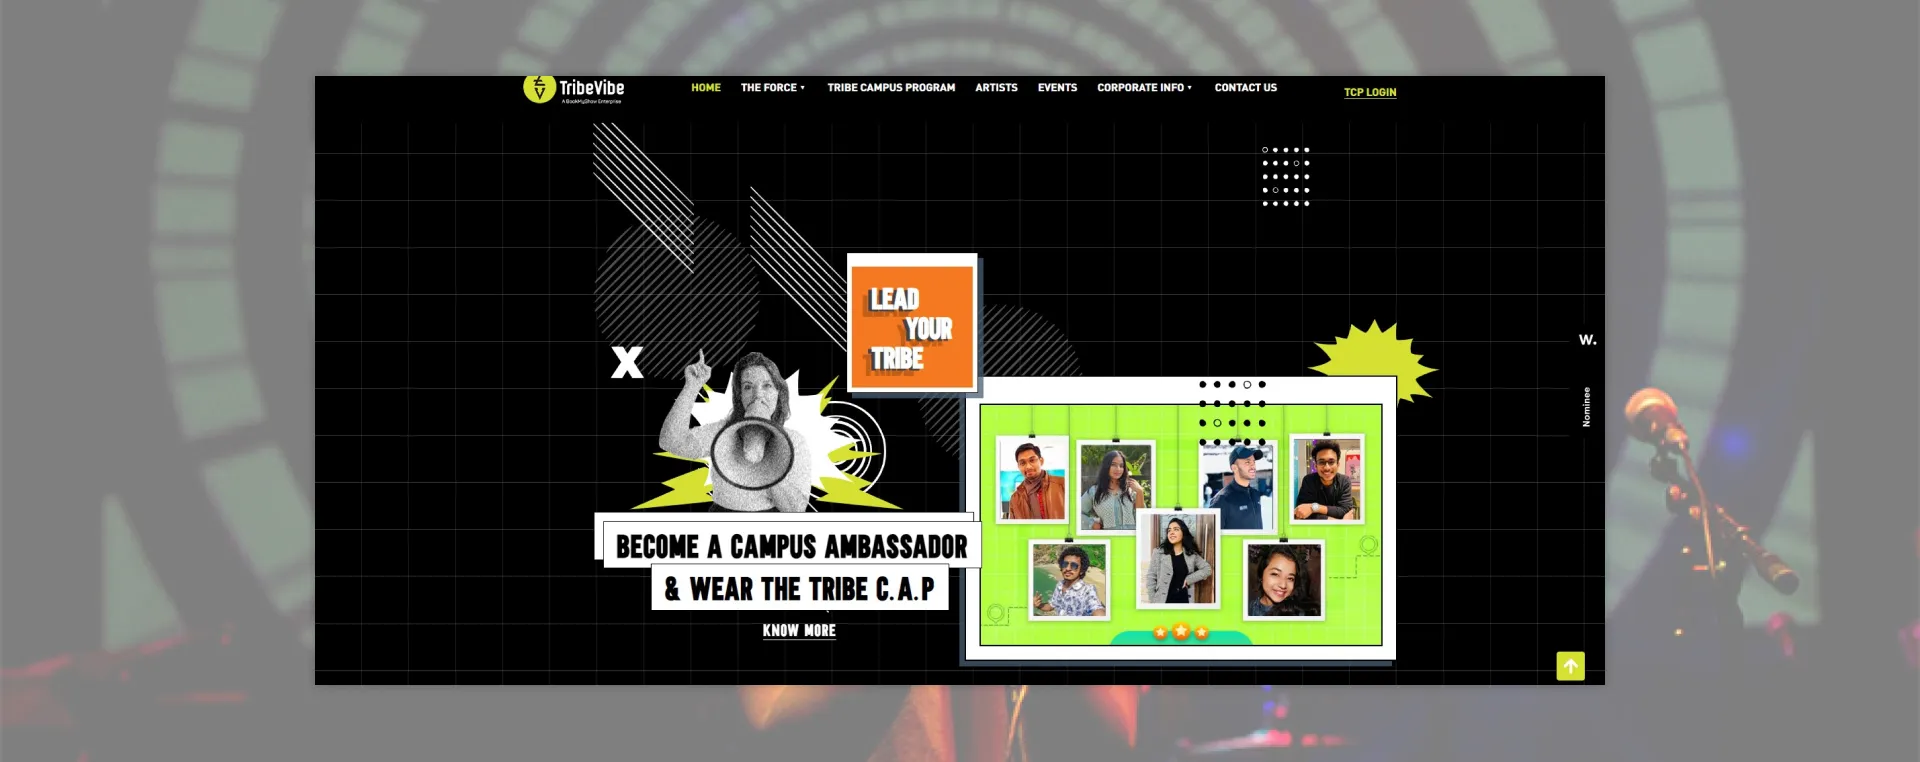 TribeVibe
A BookMyShow Enterprise
HOME
THE FORCE
TRIBE CAMPUS PROGRAM
ARTISTS
EVENTS
CORPORATE INFO
CONTACT US
TCP LOGIN
LEAD
YOUR
TRIBE
X
W.
Nominee
BECOME A CAMPUS AMBASSADOR
& WEAR THE TRIBE C.A.P
KNOW MORE